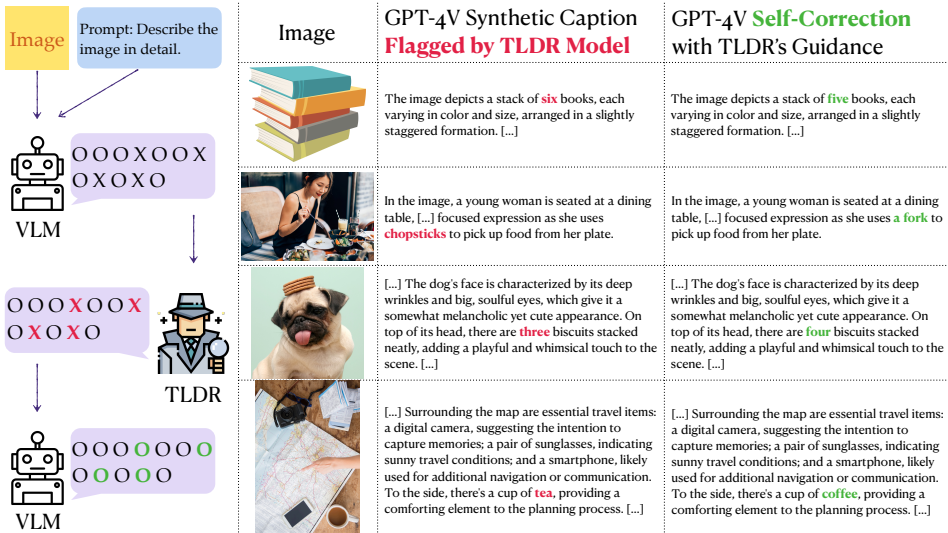 Image
Prompt: Describe the
image in detail.
O O O X O O X
O X O X O
VLM
O O O X O O X
O X O X O
TLDR
O O O O O O O
O O O O O
VLM
Image
GPT-4V Synthetic Caption
Flagged by TLDR Model
GPT-4V Self-Correction
with TLDR's Guidance
The image depicts a stack of six books, each
varying in color and size, arranged in a slightly
staggered formation. [...]
The image depicts a stack of five books, each
varying in color and size, arranged in a slightly
staggered formation. [...]
In the image, a young woman is seated at a dining
table, [...] focused expression as she uses
chopsticks to pick up food from her plate.
In the image, a young woman is seated at a dining
table, [...] focused expression as she uses a fork to
pick up food from her plate.
[...] The dog's face is characterized by its deep
wrinkles and big, soulful eyes, which give it a
somewhat melancholic yet cute appearance. On
top of its head, there are three biscuits stacked
neatly, adding a playful and whimsical touch to the
scene. [...]
[...] The dog's face is characterized by its deep
wrinkles and big, soulful eyes, which give it a
somewhat melancholic yet cute appearance. On
top of its head, there are four biscuits stacked
neatly, adding a playful and whimsical touch to the
scene. [...]
[...] Surrounding the map are essential travel items:
a digital camera, suggesting the intention to
capture memories; a pair of sunglasses, indicating
sunny travel conditions; and a smartphone, likely
used for additional navigation or communication.
To the side, there's a cup of tea, providing a
comforting element to the planning process. [...]
[...] Surrounding the map are essential travel items:
a digital camera, suggesting the intention to
capture memories; a pair of sunglasses, indicating
sunny travel conditions; and a smartphone, likely
used for additional navigation or communication.
To the side, there's a cup of coffee, providing a
comforting element to the planning process. [...]